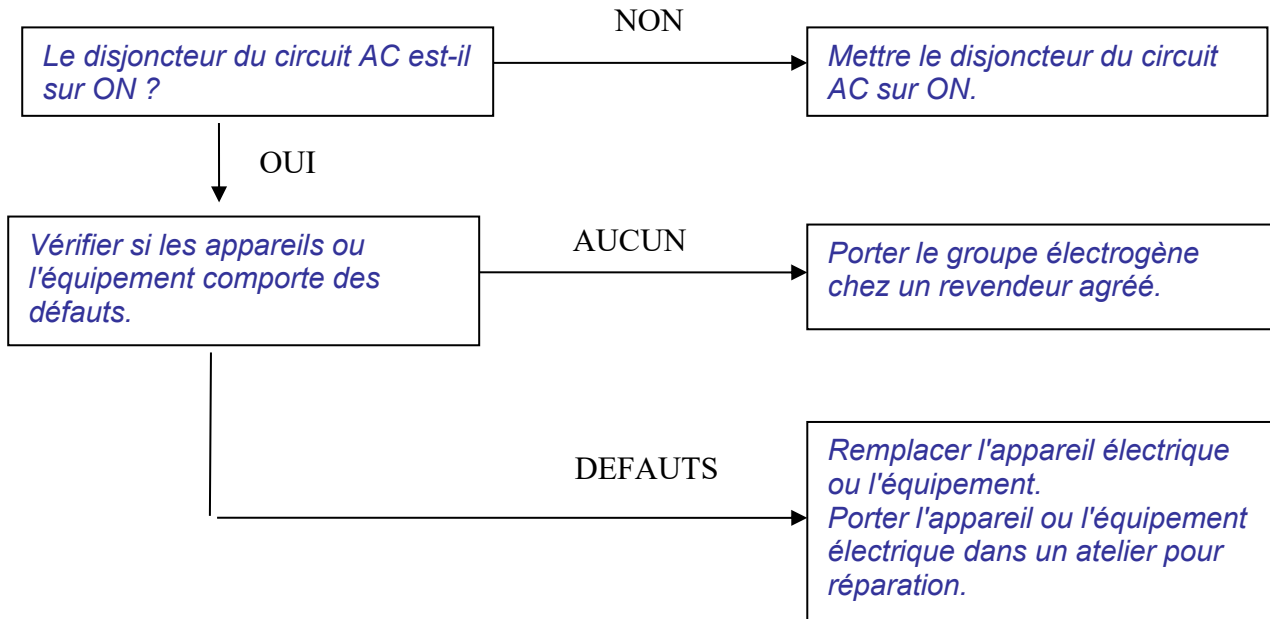 NON
Le disjoncteur du circuit AC est-il
sur ON ?
Mettre le disjoncteur du circuit
AC sur ON.
OUI
Vérifier si les appareils ou
l'équipement comporte des
défauts.
AUCUN
Porter le groupe électrogène
chez un revendeur agréé.
DEFAUTS
Remplacer l'appareil électrique
ou l'équipement.
Porter l'appareil ou l'équipement
électrique dans un atelier pour
réparation.